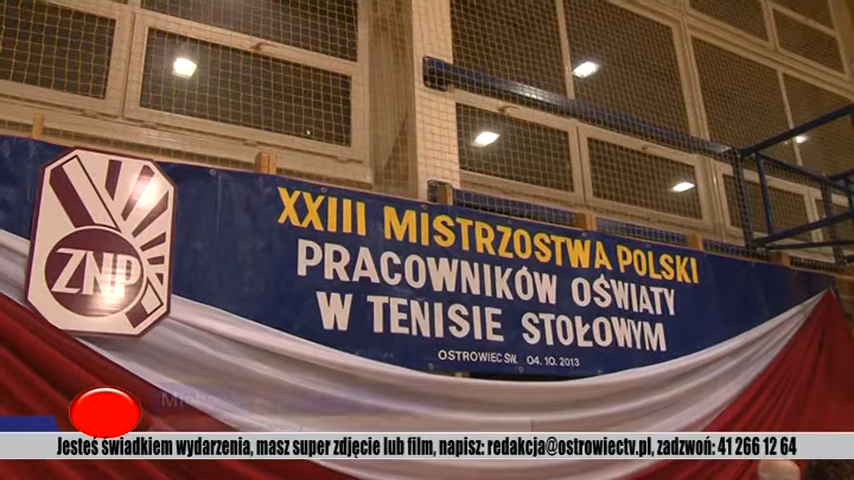 ZNP
XXIII MISTRZOSTWA POLSKI
PRACOWNIKÓW OŚWIATY
W TENISIE STOŁOWYM
OSTROWIEC ŚW. 04.10.2013
Jesteś świadkiem wydarzenia, masz super zdjęcie lub film, napisz: redakcja@ostrowiectv.pl, zadzwoń: 41 266 12 64